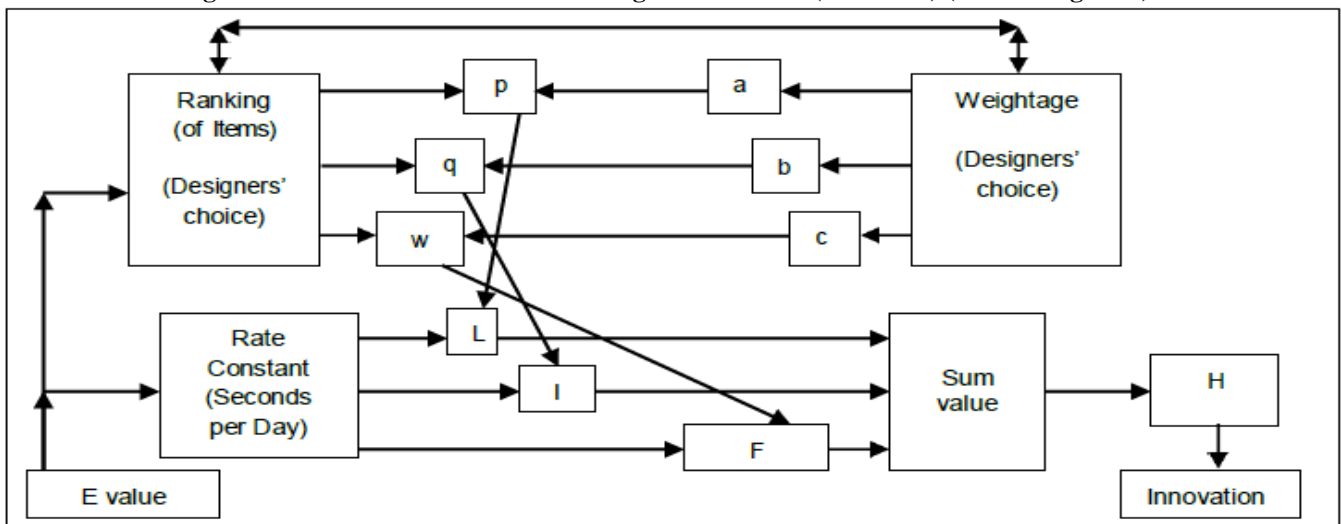 Ranking
(of Items)
(Designers'
choice)
p
a
Weightage
(Designers'
choice)
q
b
w
c
Rate
Constant
(Seconds
per Day)
L
I
F
Sum
value
H
E value
Innovation